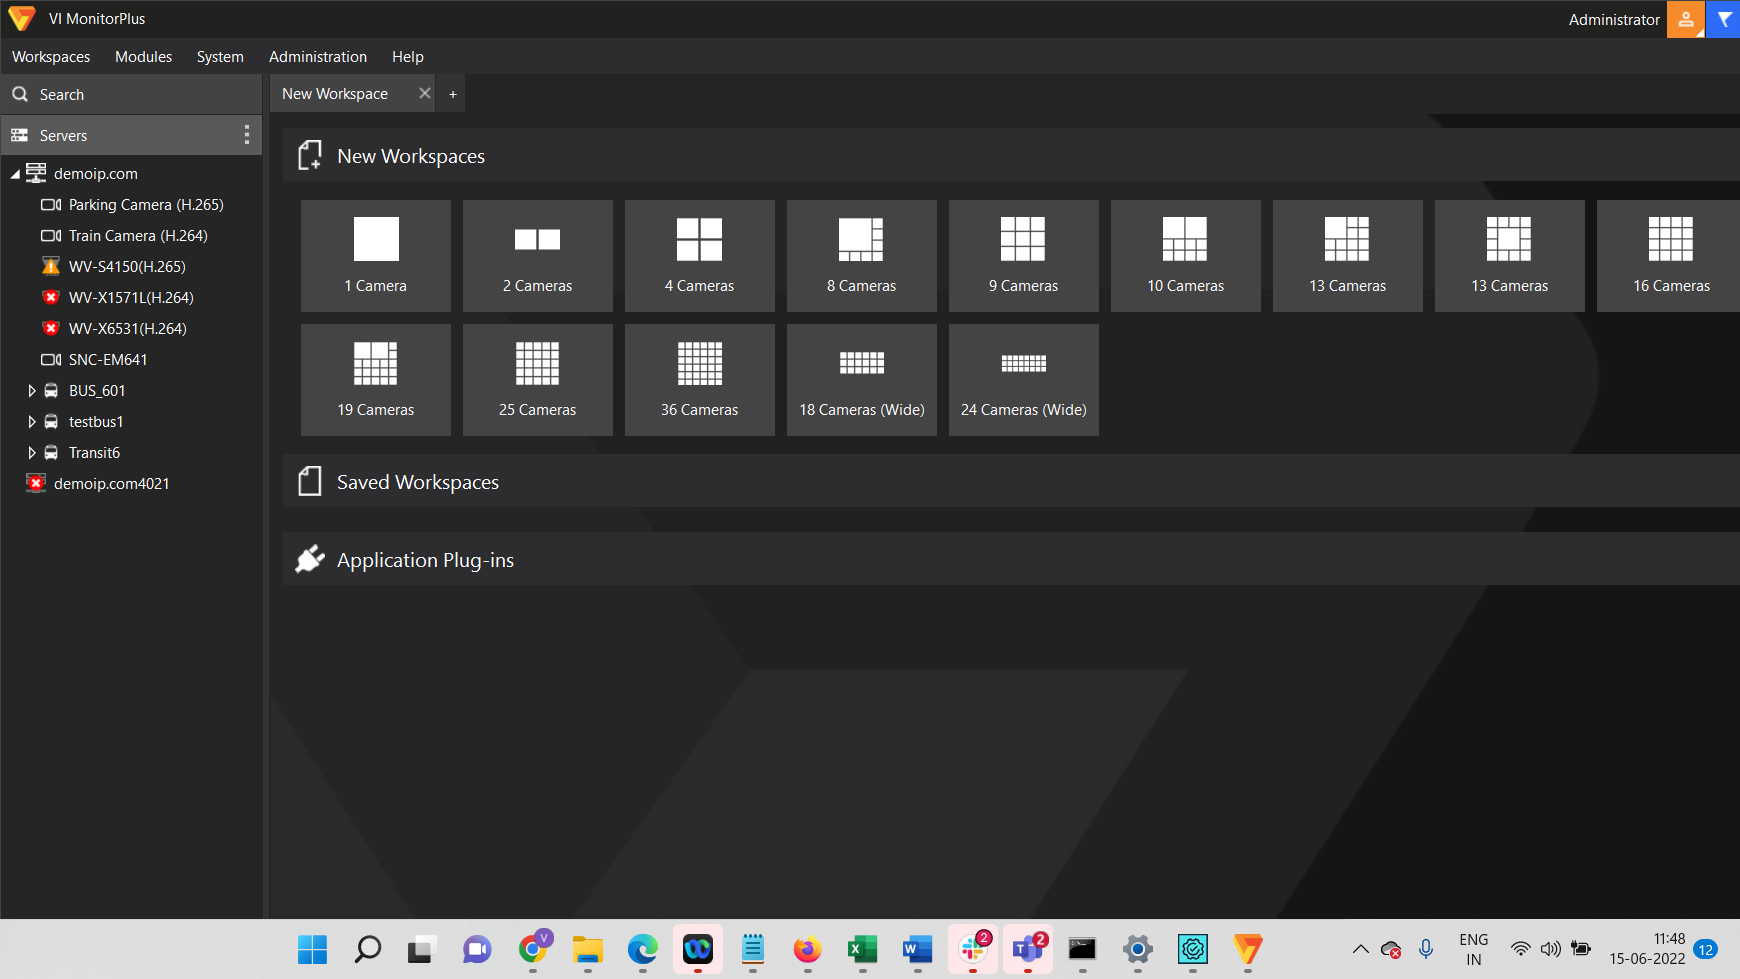 VI MonitorPlus
Administrator
Workspaces Modules System Administration Help
Search
New Workspace
+
Servers
demoip.com
Parking Camera (H.265)
Train Camera (H.264)
WV-S4150(H.265)
WV-X1571L(H.264)
WV-X6531(H.264)
SNC-EM641
BUS_601
testbus1
Transit6
demoip.com4021
New Workspaces
1 Camera
2 Cameras
4 Cameras
8 Cameras
9 Cameras
10 Cameras
13 Cameras
13 Cameras
16 Cameras
19 Cameras
25 Cameras
36 Cameras
18 Cameras (Wide)
24 Cameras (Wide)
Saved Workspaces
Application Plug-ins
V
2
2
ENG
IN
11:48
15-06-2022
12